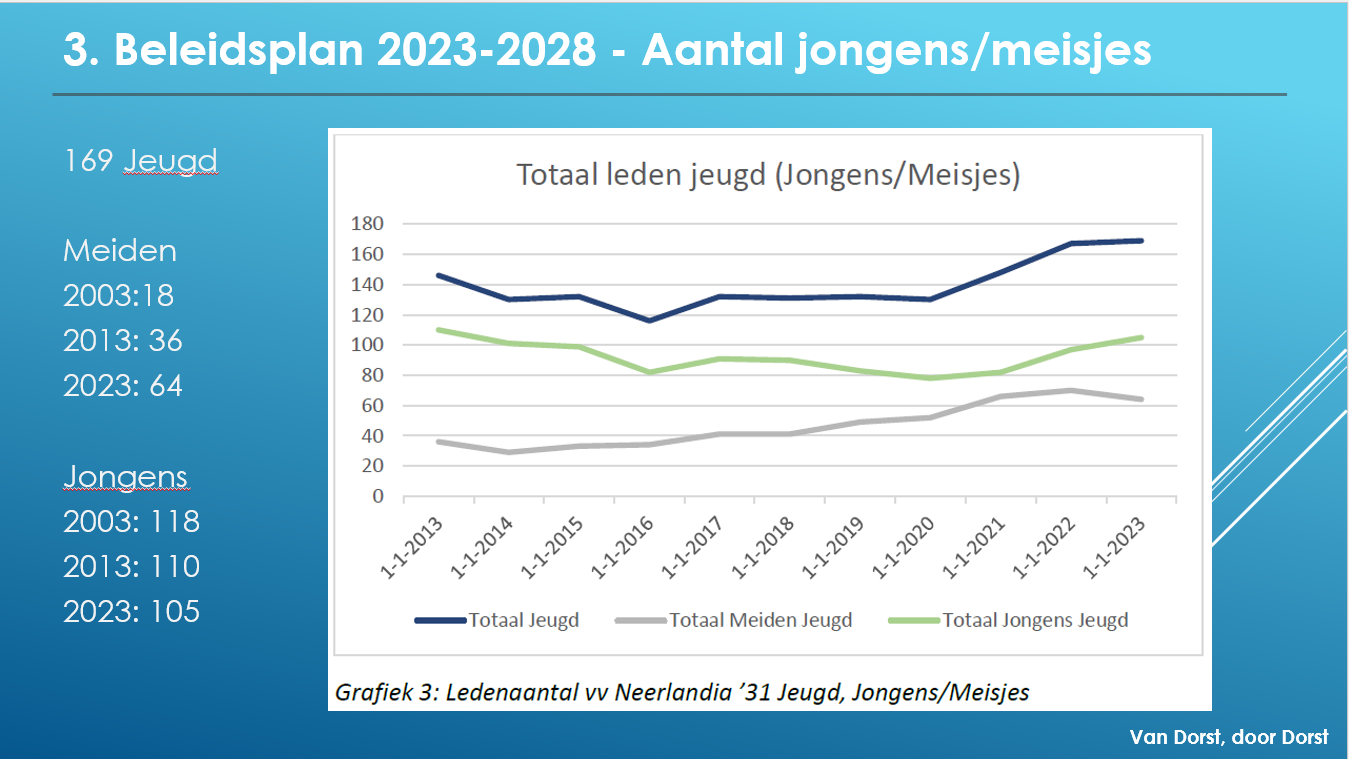 3. Beleidsplan 2023-2028 - Aantal jongens/meisjes
169 Jeugd
Meiden
2003:18
2013: 36
2023: 64
Jongens
2003: 118
2013: 110
2023: 105
Totaal leden jeugd (Jongens/Meisjes)
180
160
140
120
100
80
60
40
20
0
1-1-2013
1-1-2014
1-1-2015
1-1-2016
1-1-2017
1-1-2018
1-1-2019
1-1-2020
1-1-2021
1-1-2022
1-1-2023
Totaal Jeugd
Totaal Meiden Jeugd
Totaal Jongens Jeugd
Grafiek 3: Ledenaantal vv Neerlandia ’31 Jeugd, Jongens/Meisjes
Van Dorst, door Dorst